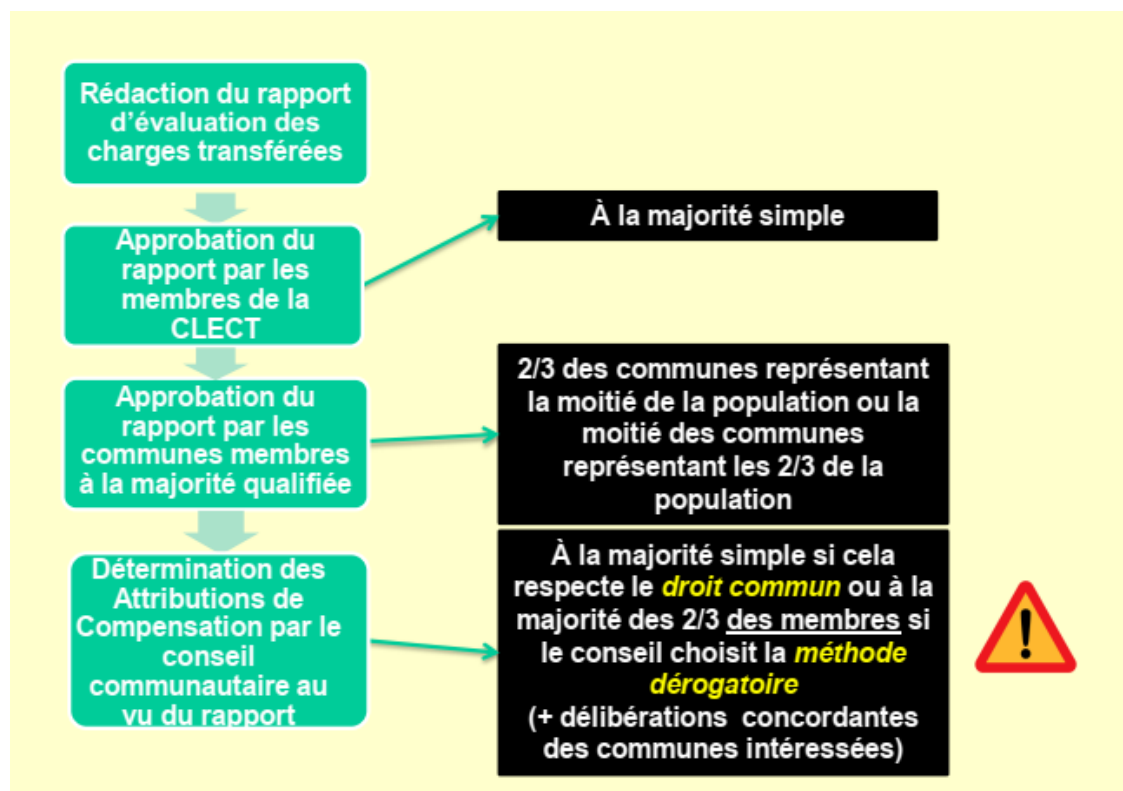 Rédaction du rapport
d'évaluation des
charges transférées
À la majorité simple
Approbation du
rapport par les
membres de la
CLECT
2/3 des communes représentant
la moitié de la population ou la
moitié des communes
représentant les 2/3 de la
population
Approbation du
rapport par les
communes membres
à la majorité qualifiée
À la majorité simple si cela
respecte le droit commun ou à la
majorité des 2/3 des membres si
le conseil choisit la méthode
dérogatoire
(+ délibérations concordantes
des communes intéressées)
Détermination des
Attributions de
Compensation par le
conseil
communautaire au
vu du rapport
!